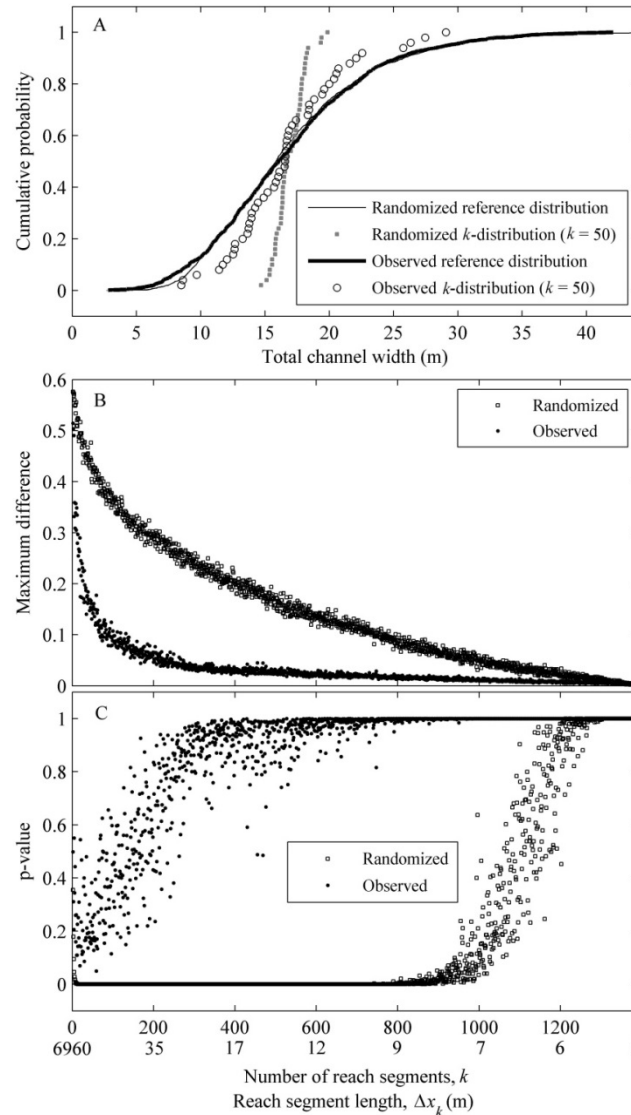 A
1
0.8
0.6
0.4
0.2
0
Cumulative probability
Randomized reference distribution
Randomized k-distribution (k = 50)
Observed reference distribution
Observed k-distribution (k = 50)
0 5 10 15 20 25 30 35 40
Total channel width (m)
B
0.6
0.5
0.4
0.3
0.2
0.1
0
Maximum difference
Randomized
Observed
C
1
0.8
0.6
0.4
0.2
0
p-value
Randomized
Observed
0 200 400 600 800 1000 1200
6960 35 17 12 9 7 6
Number of reach segments, k
Reach segment length, Δxₖ (m)